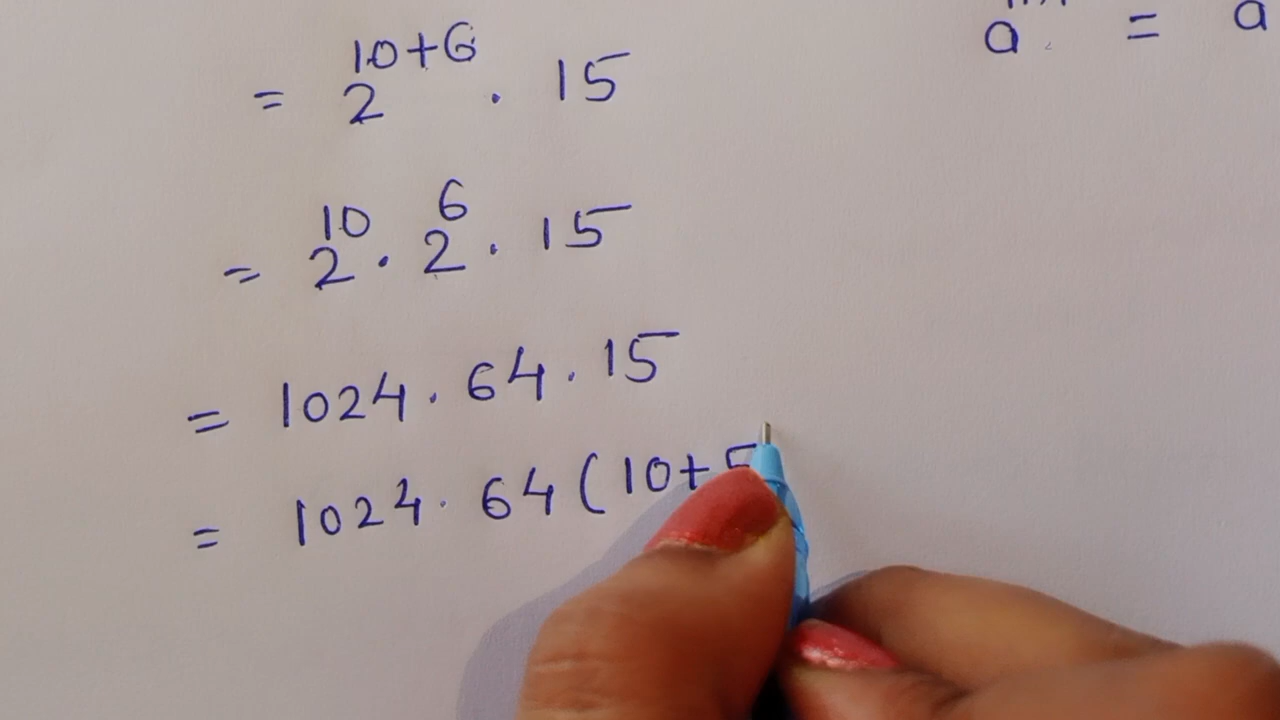 = 2^{10+6} . 15
a = a
= 2^{10} . 2^{6} . 15
= 1024 . 64 . 15
= 1024 . 64 (10+5